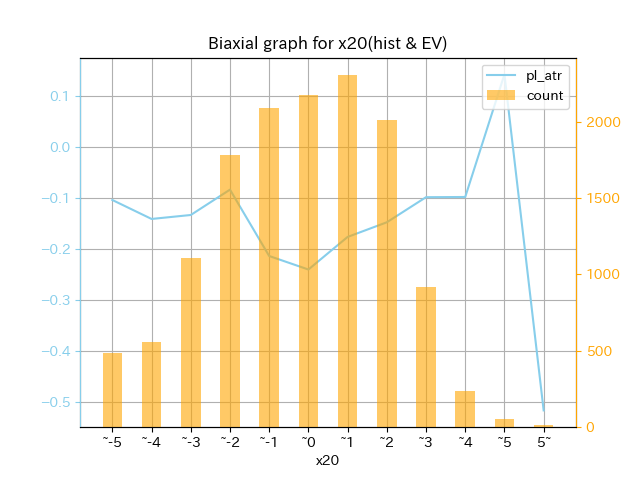 Biaxial graph for x20(hist & EV)
pl_atr
count
0.1
0.0
−0.1
−0.2
−0.3
−0.4
−0.5
2000
1500
1000
500
0
~-5 ~-4 ~-3 ~-2 ~-1 ~0 ~1 ~2 ~3 ~4 ~5 5~
x20